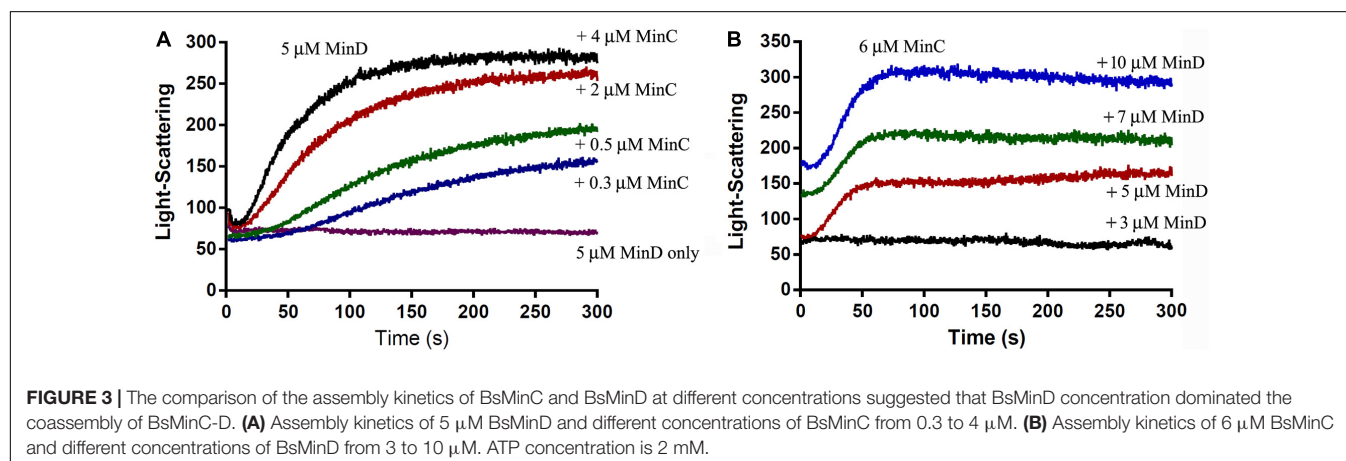 A
5 µM MinD
+ 4 µM MinC
+ 2 µM MinC
+ 0.5 µM MinC
+ 0.3 µM MinC
5 µM MinD only
Light-Scattering
300
250
200
150
100
50
0
0 50 100 150 200 250 300
Time (s)
B
6 µM MinC
+10 µM MinD
+ 7 µM MinD
+ 5 µM MinD
+ 3 µM MinD
Light-Scattering
350
300
250
200
150
100
50
0
0 50 100 150 200 250 300
Time (s)
FIGURE 3 | The comparison of the assembly kinetics of BsMinC and BsMinD at different concentrations suggested that BsMinD concentration dominated the
coassembly of BsMinC-D. (A) Assembly kinetics of 5 µM BsMinD and different concentrations of BsMinC from 0.3 to 4 µM. (B) Assembly kinetics of 6 µM BsMinC
and different concentrations of BsMinD from 3 to 10 µM. ATP concentration is 2 mM.